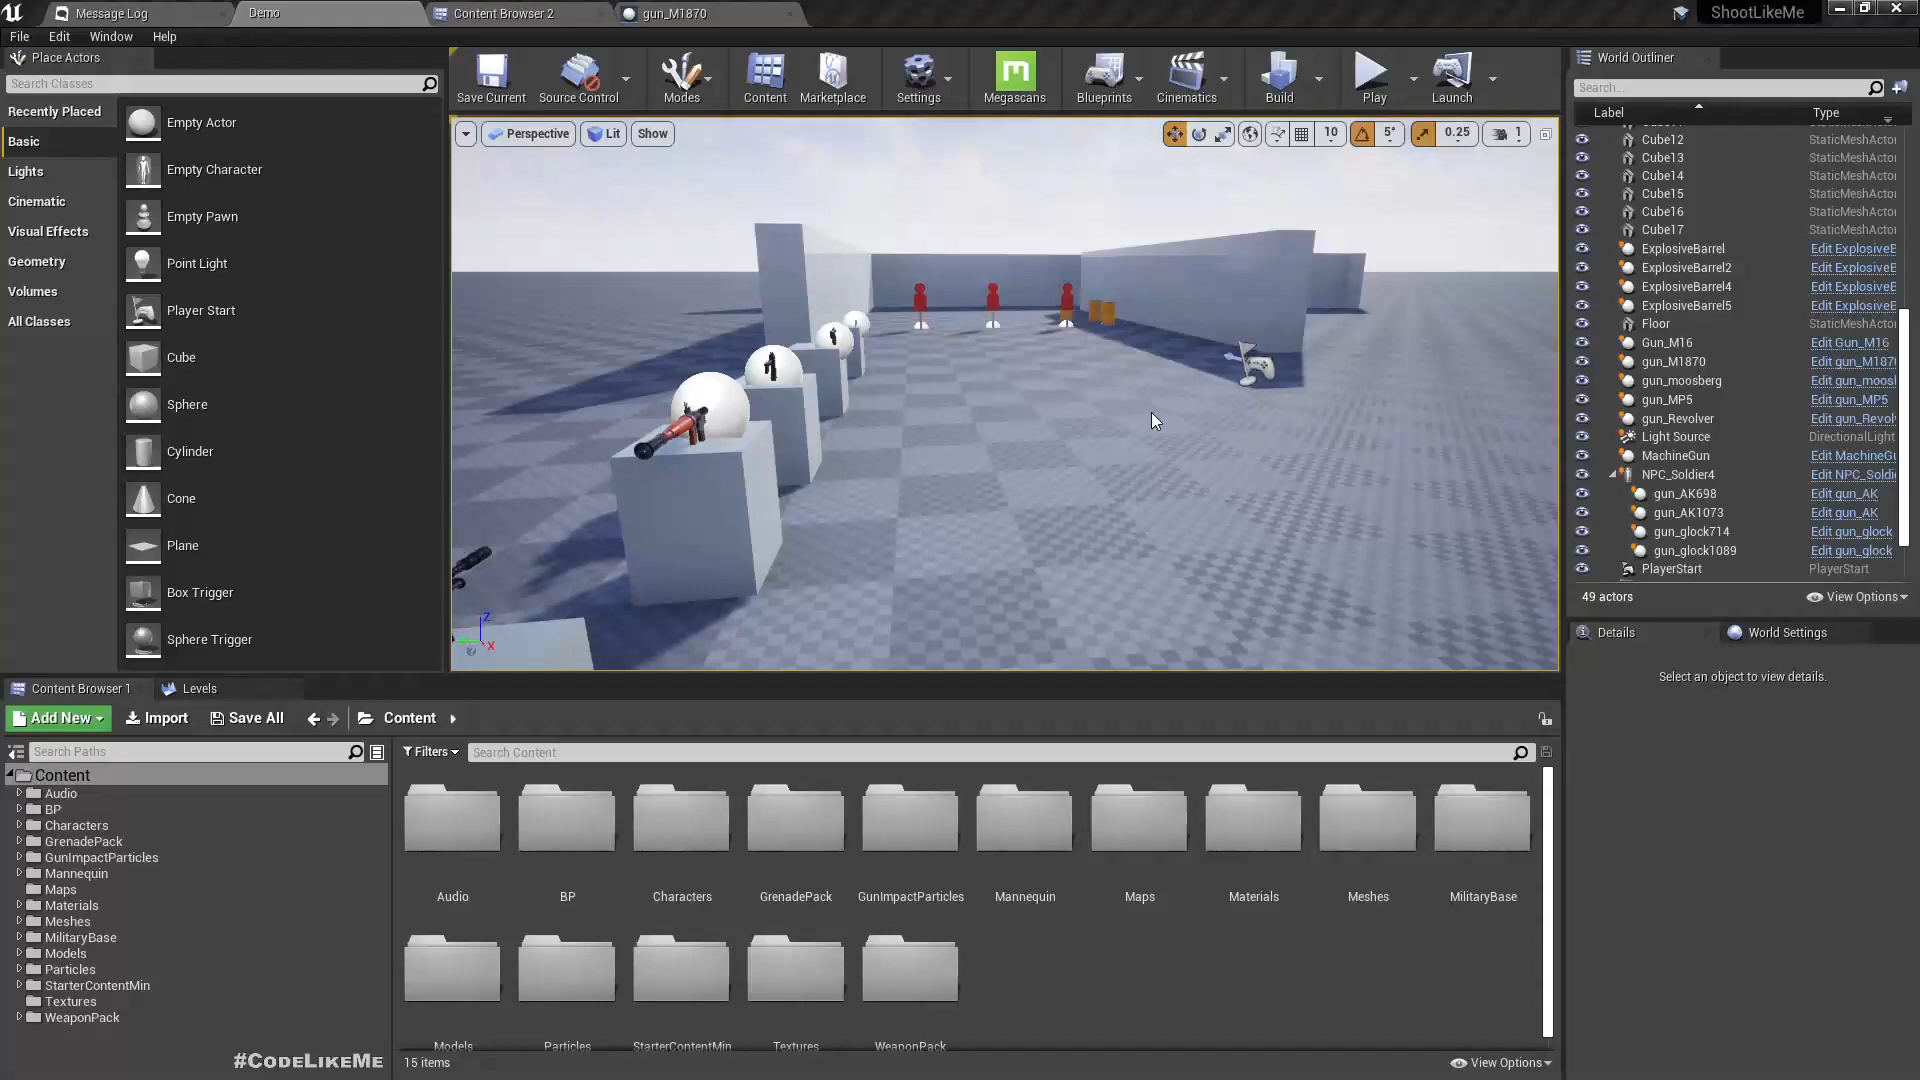 Message Log
Demo
Content Browser 2
gun_M1870
ShootLikeMe
File Edit Window Help
Place Actors
Search Classes
Recently Placed
Basic
Lights
Cinematic
Visual Effects
Geometry
Volumes
All Classes
Empty Actor
Empty Character
Empty Pawn
Point Light
Player Start
Cube
Sphere
Cylinder
Cone
Plane
Box Trigger
Sphere Trigger
Save Current
Source Control
Modes
Content
Marketplace
Settings
Megascans
Blueprints
Cinematics
Build
Play
Launch
Perspective
Lit
Show
10
5°
0.25
1
Z
X
World Outliner
Search...
Label Type
Cube12 StaticMeshActor
Cube13 StaticMeshActor
Cube14 StaticMeshActor
Cube15 StaticMeshActor
Cube16 StaticMeshActor
Cube17 StaticMeshActor
ExplosiveBarrel Edit ExplosiveB
ExplosiveBarrel2 Edit ExplosiveB
ExplosiveBarrel4 Edit ExplosiveB
ExplosiveBarrel5 Edit ExplosiveB
Floor StaticMeshActor
Gun_M16 Edit Gun_M16
gun_M1870 Edit gun_M187
gun_moosberg Edit gun_moos
gun_MP5 Edit gun_MP5
gun_Revolver Edit gun_Revol
Light Source DirectionalLight
MachineGun Edit MachineGu
NPC_Soldier4 Edit NPC_Soldi
gun_AK698 Edit gun_AK
gun_AK1073 Edit gun_AK
gun_glock714 Edit gun_glock
gun_glock1089 Edit gun_glock
PlayerStart PlayerStart
49 actors
View Options
Details
World Settings
Select an object to view details.
Content Browser 1
Levels
Add New
Import
Save All
Content
Search Paths
Filters
Search Content
Content
Audio
BP
Characters
GrenadePack
GunImpactParticles
Mannequin
Maps
Materials
Meshes
MilitaryBase
Models
Particles
StarterContentMin
Textures
WeaponPack
Audio BP Characters GrenadePack GunImpactParticles Mannequin Maps Materials Meshes MilitaryBase
Models Particles StarterContentMin Textures WeaponPack
15 items
View Options
#CodeLikeMe